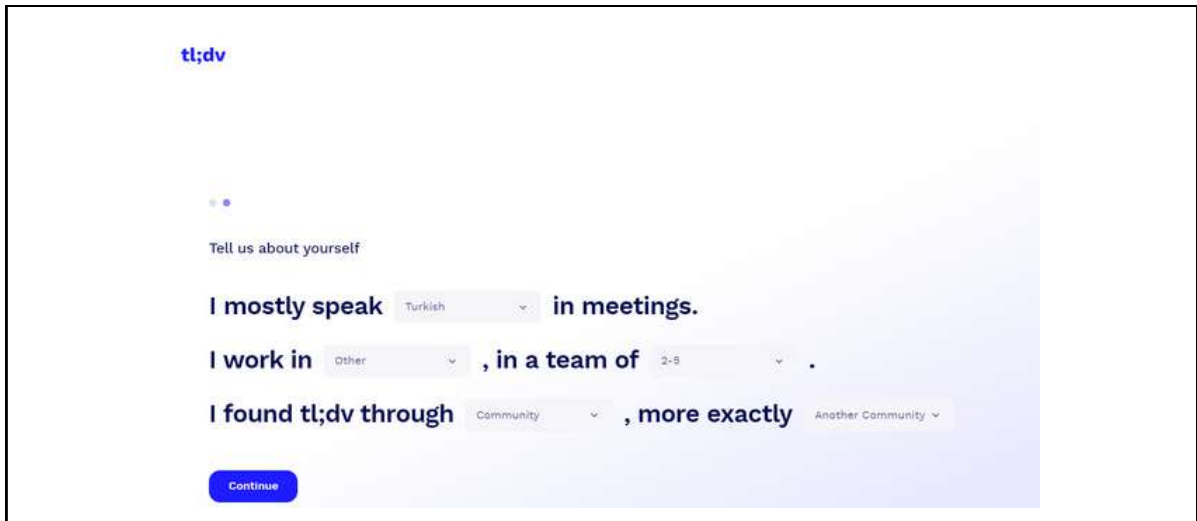 tl;dv
Tell us about yourself
I mostly speak Turkish in meetings.
I work in Other , in a team of 2-5 .
I found tl;dv through Community , more exactly Another Community
Continue